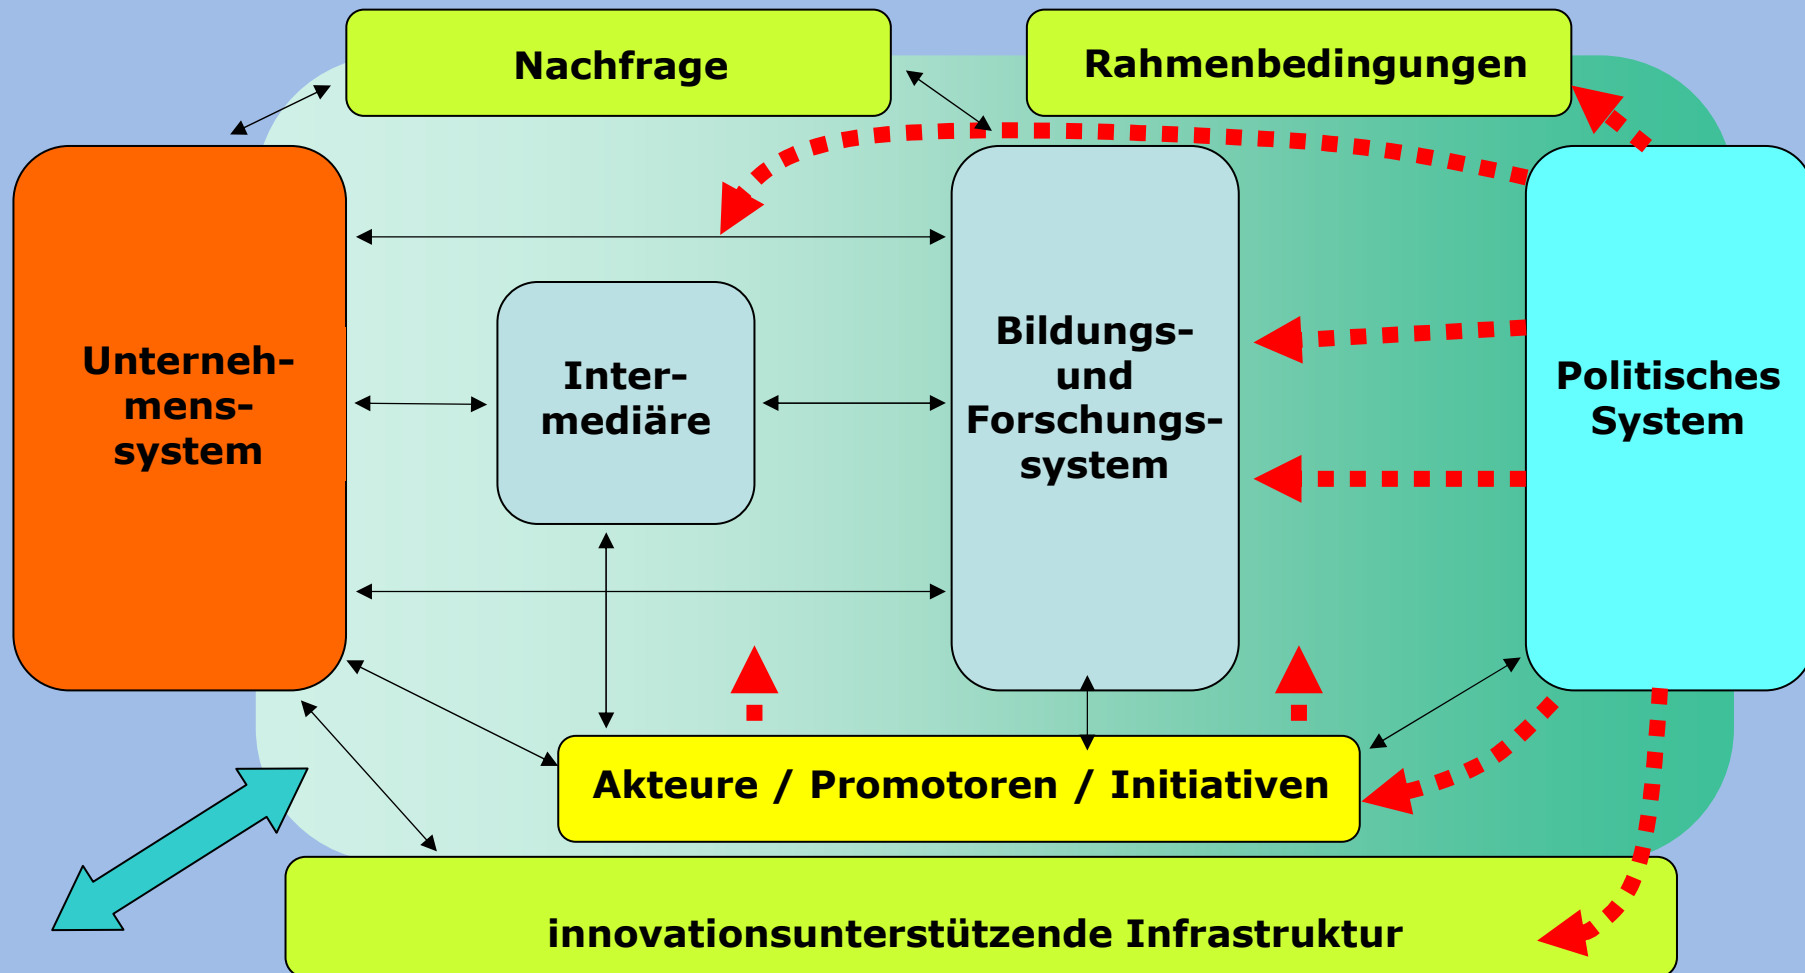 Nachfrage
Rahmenbedingungen
Unterneh-
mens-
system
Inter-
mediäre
Bildungs-
und
Forschungs-
system
Politisches
System
Akteure / Promotoren / Initiativen
innovationsunterstützende Infrastruktur